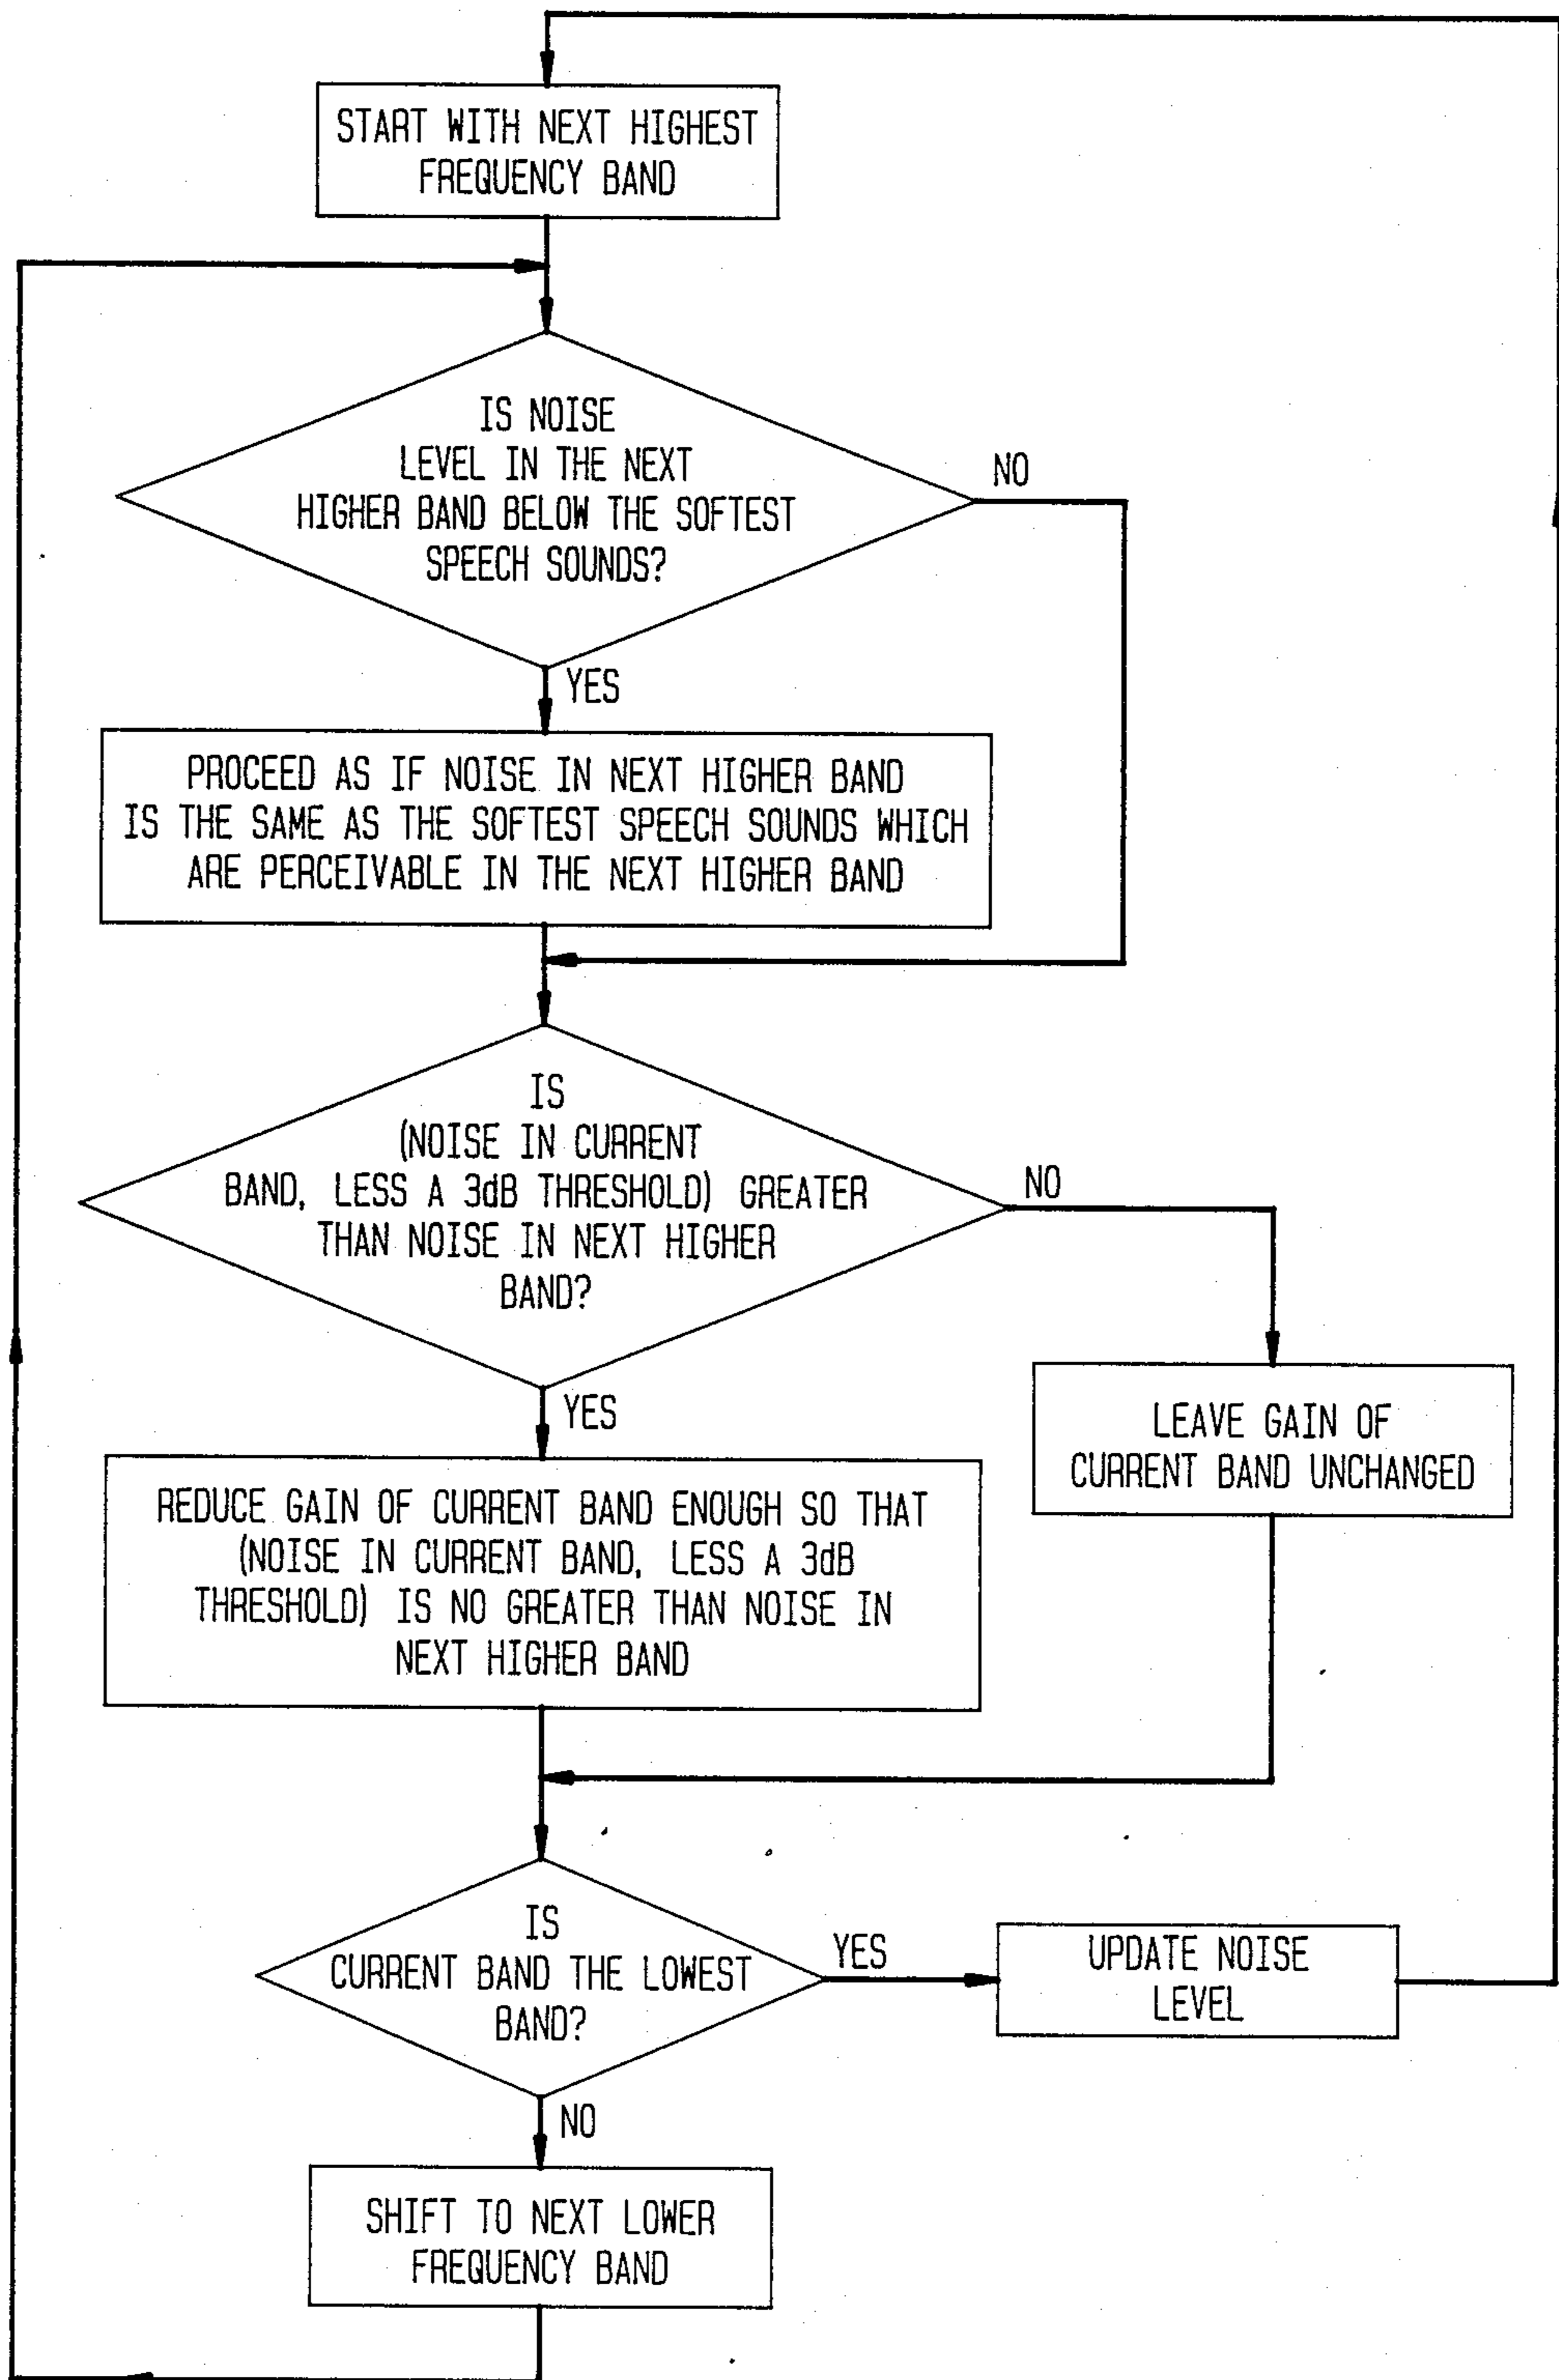 START WITH NEXT HIGHEST
FREQUENCY BAND
IS NOISE
LEVEL IN THE NEXT
HIGHER BAND BELOW THE SOFTEST
SPEECH SOUNDS?
NO
YES
PROCEED AS IF NOISE IN NEXT HIGHER BAND
IS THE SAME AS THE SOFTEST SPEECH SOUNDS WHICH
ARE PERCEIVABLE IN THE NEXT HIGHER BAND
IS
(NOISE IN CURRENT
BAND, LESS A 3dB THRESHOLD) GREATER
THAN NOISE IN NEXT HIGHER
BAND?
NO
YES
LEAVE GAIN OF
CURRENT BAND UNCHANGED
REDUCE GAIN OF CURRENT BAND ENOUGH SO THAT
(NOISE IN CURRENT BAND, LESS A 3dB
THRESHOLD) IS NO GREATER THAN NOISE IN
NEXT HIGHER BAND
IS
CURRENT BAND THE LOWEST
BAND?
YES
UPDATE NOISE
LEVEL
NO
SHIFT TO NEXT LOWER
FREQUENCY BAND